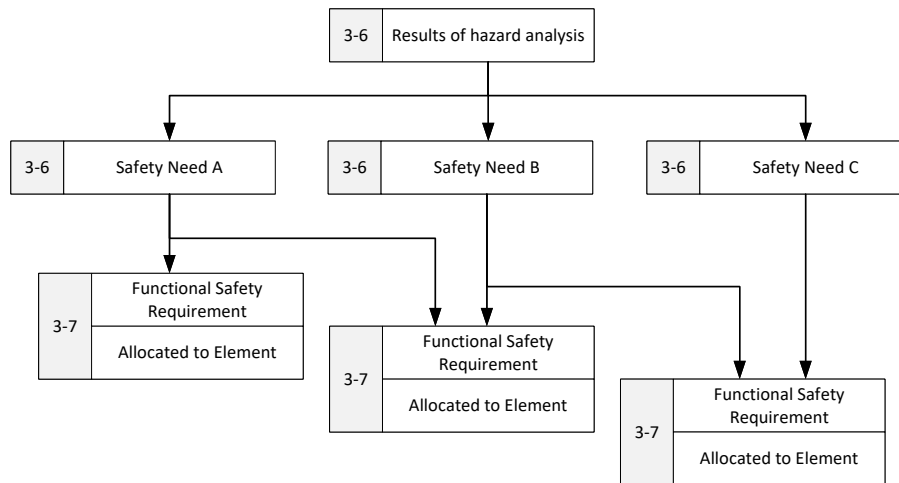 3-6 Results of hazard analysis
3-6 Safety Need A
3-6 Safety Need B
3-6 Safety Need C
3-7
Functional Safety
Requirement
Allocated to Element
3-7
Functional Safety
Requirement
Allocated to Element
3-7
Functional Safety
Requirement
Allocated to Element